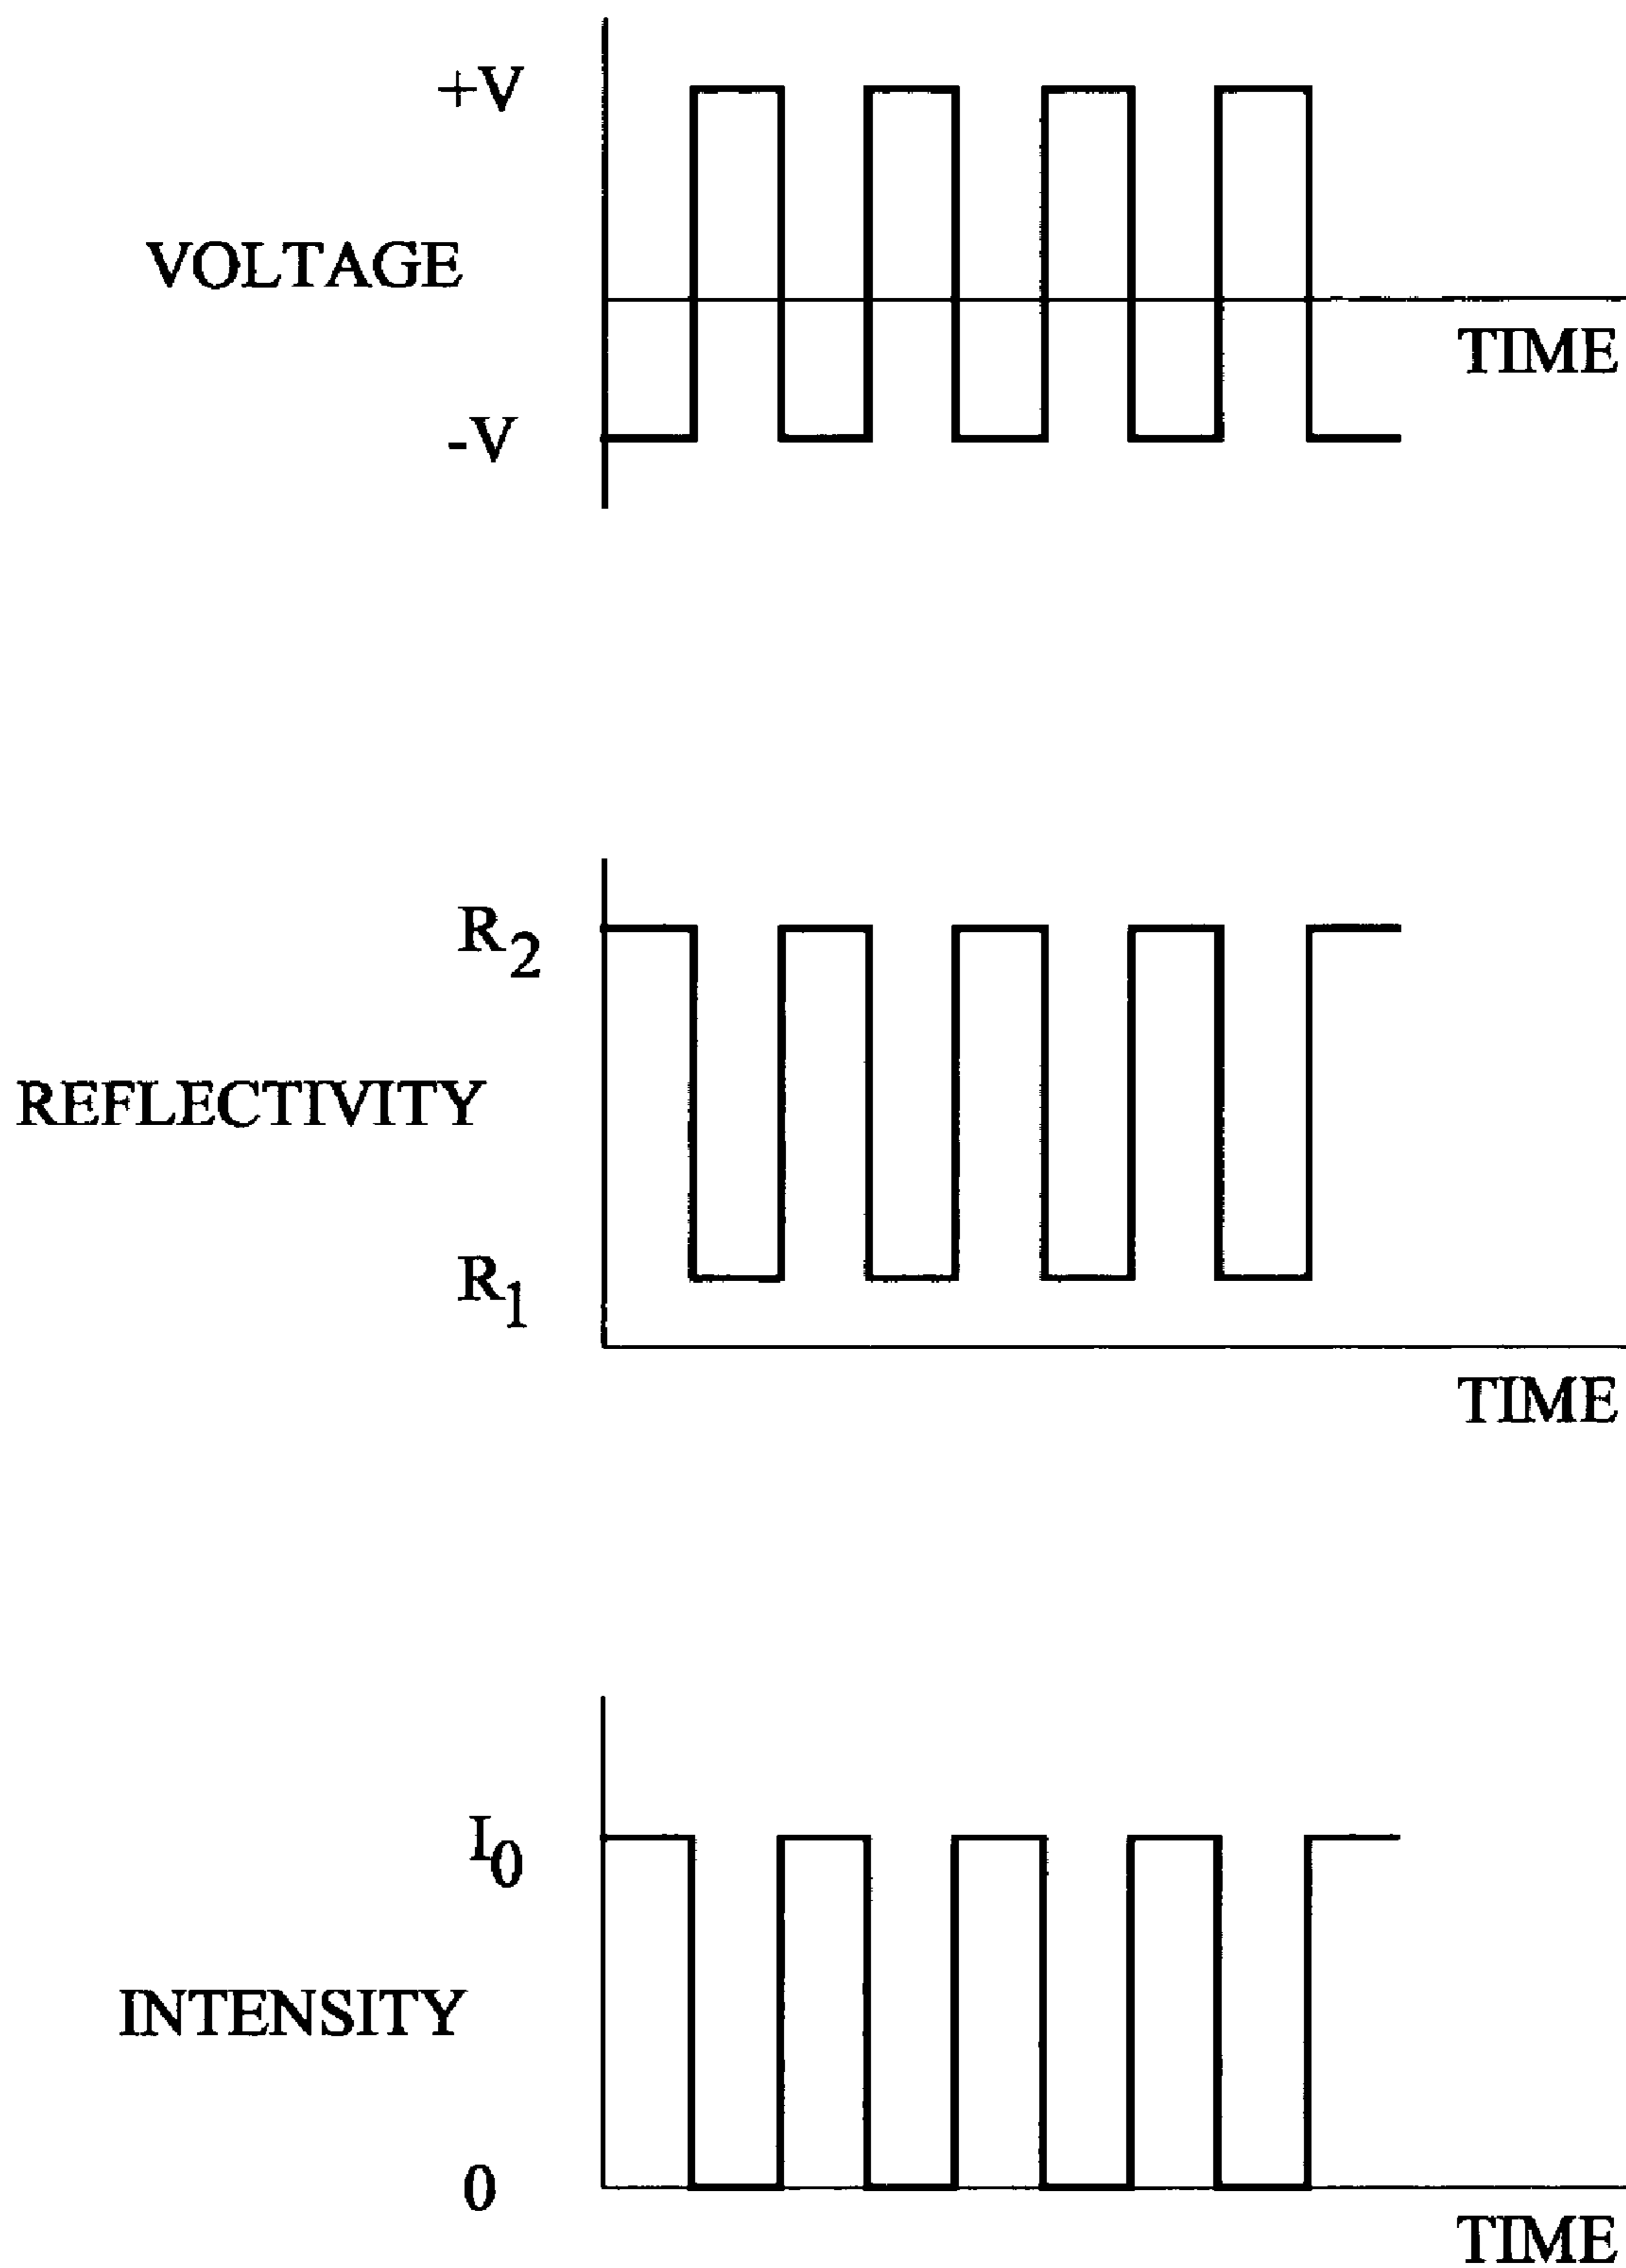 +V
VOLTAGE
TIME
-V
R2
REFLECTIVITY
R1
TIME
I0
INTENSITY
0
TIME